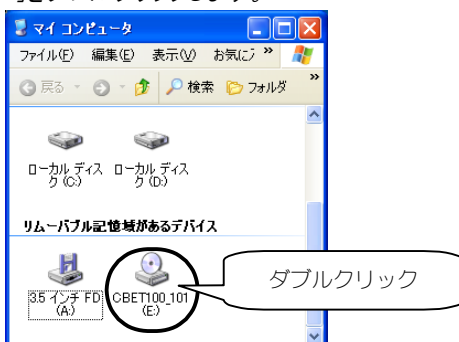 マイ コンピュータ
ファイル(F) 編集(E) 表示(V) お気に »
戻る 検索 フォルダ »
ローカル ディスク (C:) ローカル ディスク (D:)
リムーバブル記憶域があるデバイス
3.5 インチ FD (A:) CBET100_101 (E:)
ダブルクリック